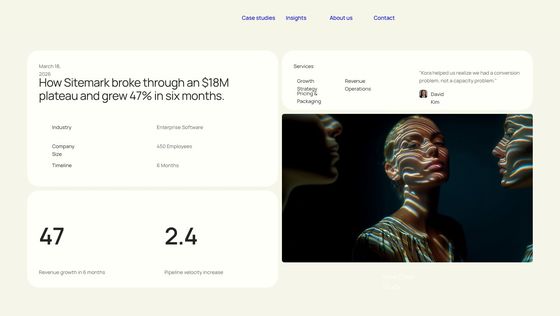 Case studies
Insights
About us
Contact
March 18,
2026
How Sitemark broke through an $18M
plateau and grew 47% in six months.
Industry
Enterprise Software
Company
Size
450 Employees
Timeline
6 Months
47
Revenue growth in 6 months
2.4
Pipeline velocity increase
Services
Growth
Strategy
Pricing &
Packaging
Revenue
Operations
"Kora helped us realize we had a conversion
problem, not a capacity problem."
David
Kim